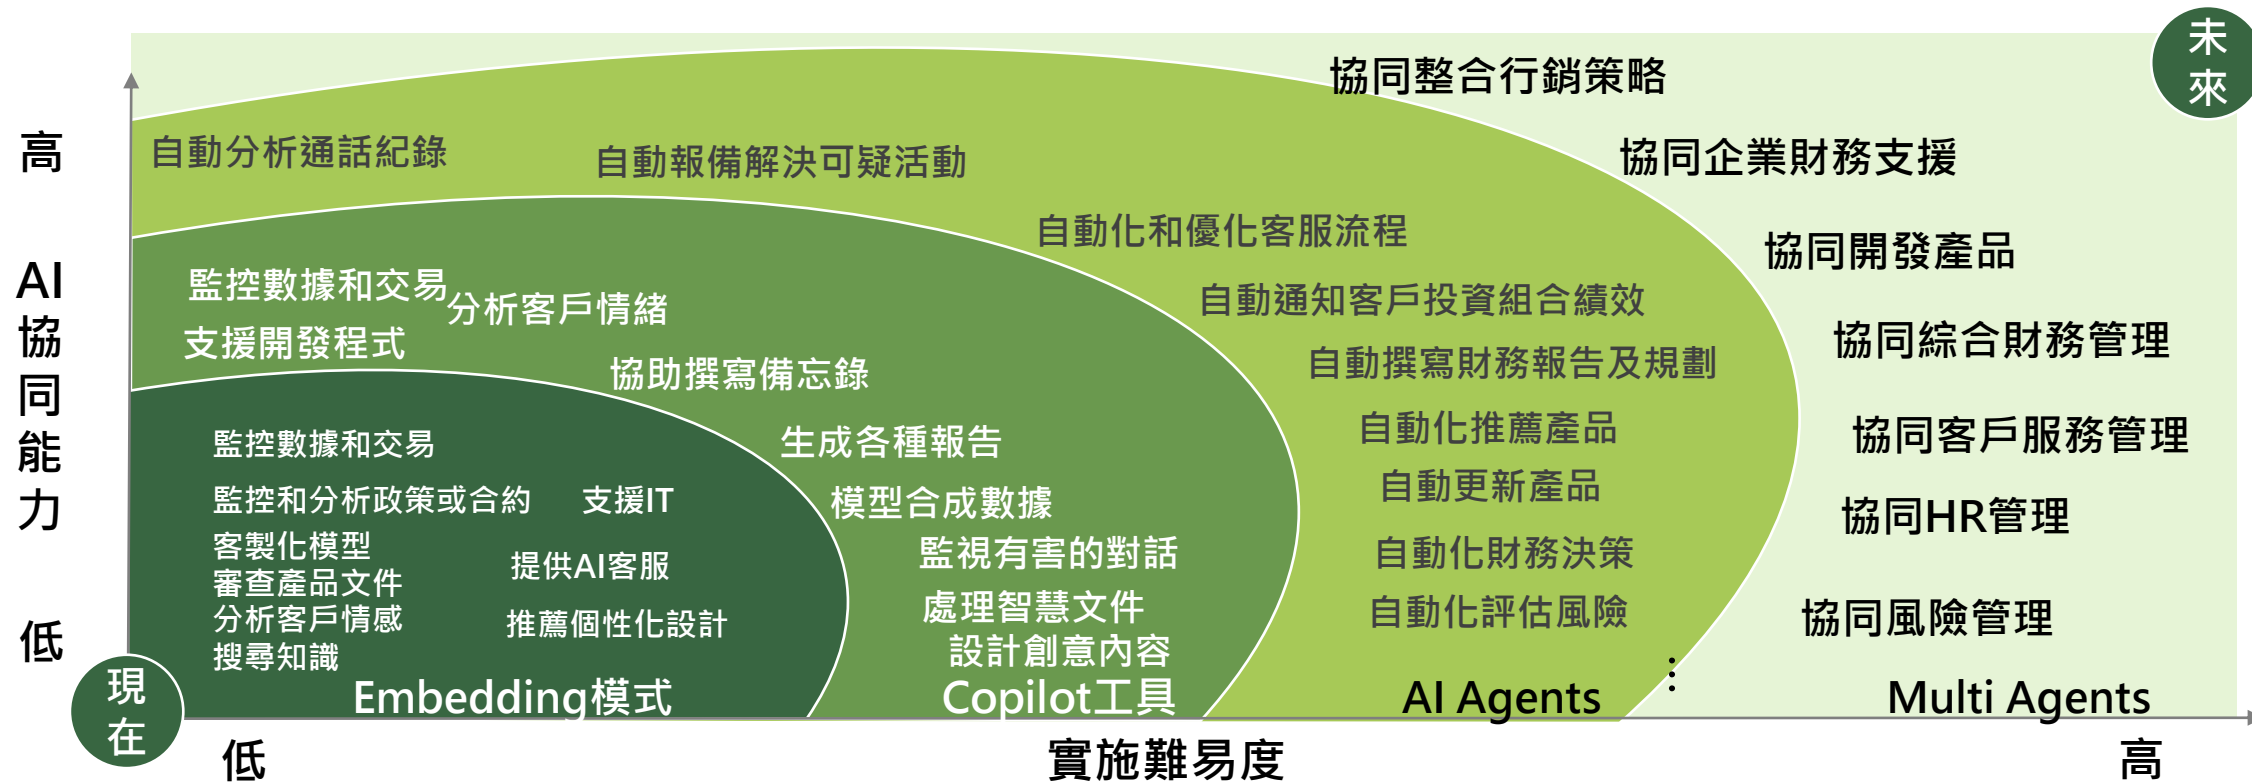 未來
協同整合行銷策略
高
自動分析通話紀錄
自動報備解決可疑活動
協同企業財務支援
自動化和優化客服流程
協同開發產品
AI協同能力
監控數據和交易
分析客戶情緒
自動通知客戶投資組合績效
支援開發程式
協同綜合財務管理
協助撰寫備忘錄
自動撰寫財務報告及規劃
監控數據和交易
生成各種報告
自動化推薦產品
協同客戶服務管理
監控和分析政策或合約
支援IT
模型合成數據
自動更新產品
協同HR管理
客製化模型
提供AI客服
監視有害的對話
自動化財務決策
審查產品文件
分析客戶情感
推薦個性化設計
處理智慧文件
自動化評估風險
協同風險管理
低
搜尋知識
設計創意內容
⋮
現在
Embedding模式
Copilot工具
AI Agents
Multi Agents
低
實施難易度
高